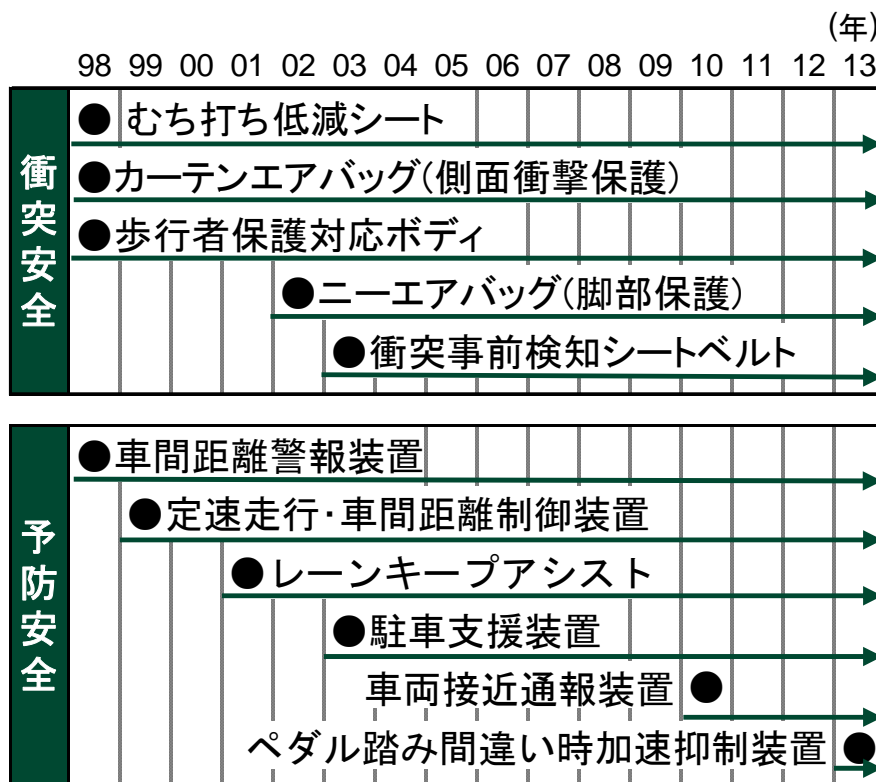 (年)
98 99 00 01 02 03 04 05 06 07 08 09 10 11 12 13
衝突安全
●むち打ち低減シート
●カーテンエアバッグ(側面衝撃保護)
●歩行者保護対応ボディ
●ニーエアバッグ(脚部保護)
●衝突事前検知シートベルト
予防安全
●車間距離警報装置
●定速走行・車間距離制御装置
●レーンキープアシスト
●駐車支援装置
車両接近通報装置●
ペダル踏み間違い時加速抑制装置●